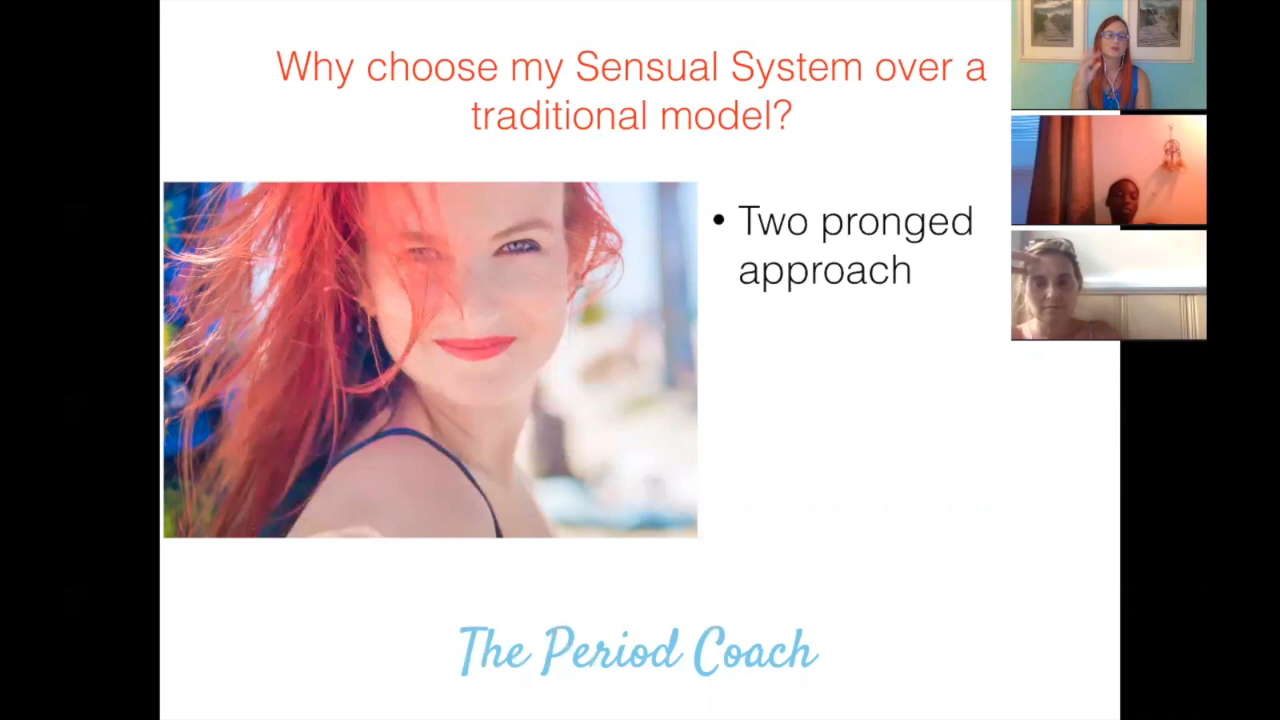 Why choose my Sensual System over a
traditional model?
• Two pronged
approach
The Period Coach